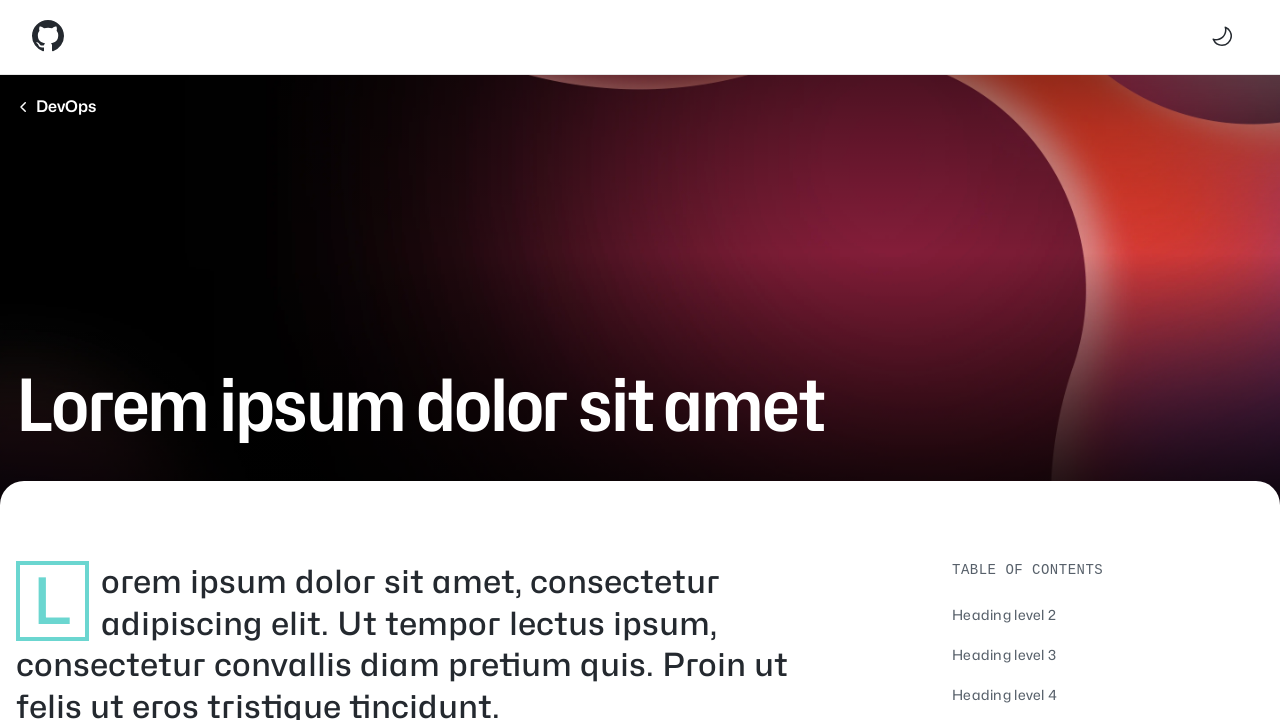 DevOps
Lorem ipsum dolor sit amet
Lorem ipsum dolor sit amet, consectetur
adipiscing elit. Ut tempor lectus ipsum,
consectetur convallis diam pretium quis. Proin ut
felis ut eros tristique tincidunt.
TABLE OF CONTENTS
Heading level 2
Heading level 3
Heading level 4